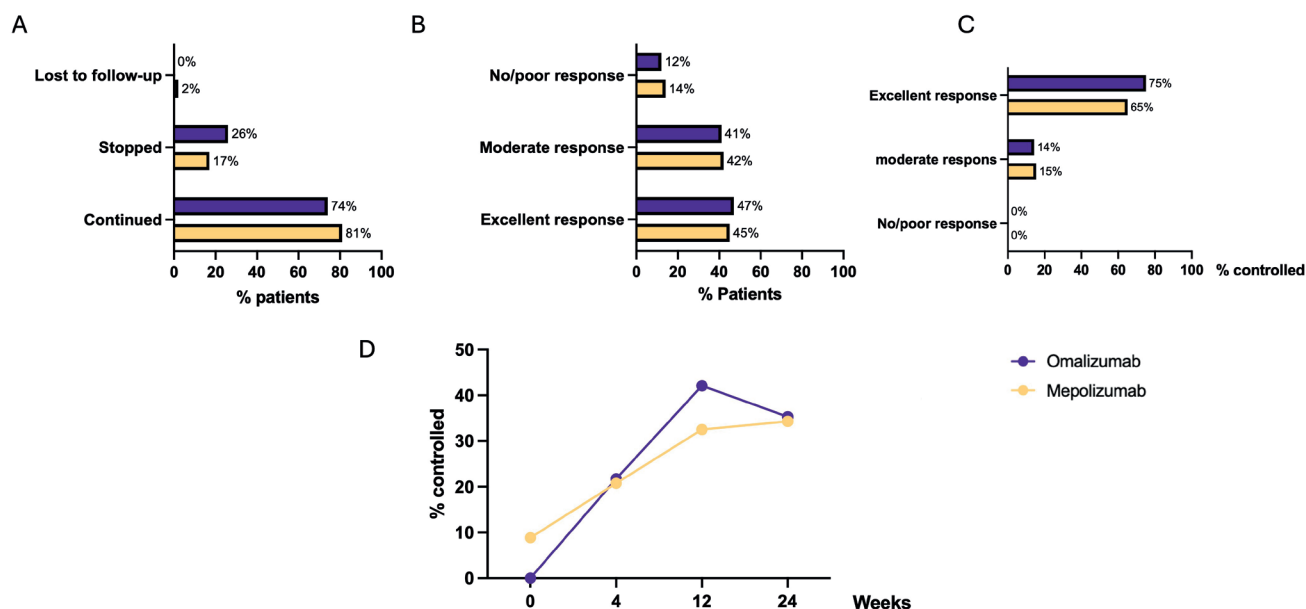 A
Lost to follow-up
0%
2%
Stopped
26%
17%
Continued
74%
81%
0 20 40 60 80 100
% patients
B
No/poor response
12%
14%
Moderate response
41%
42%
Excellent response
47%
45%
0 20 40 60 80 100
% Patients
C
Excellent response
75%
65%
moderate respons
14%
15%
No/poor response
0%
0%
0 20 40 60 80 100 % controlled
D
% controlled
50
40
30
20
10
0
0 4 12 24 Weeks
Omalizumab
Mepolizumab